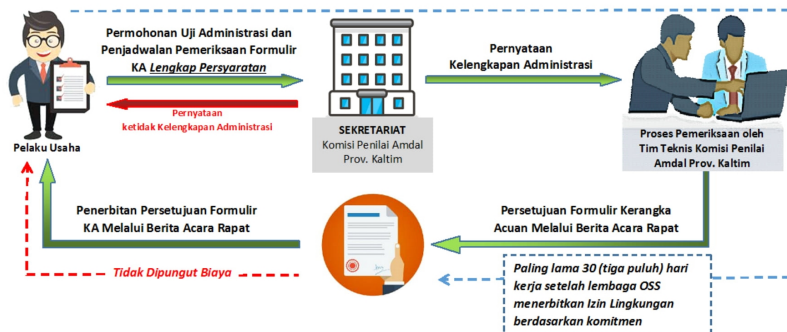 Permohonan Uji Administrasi dan
Penjadwalan Pemeriksaan Formulir
KA Lengkap Persyaratan
Pernyataan
ketidak Kelengkapan Administrasi
Pelaku Usaha
SEKRETARIAT
Komisi Penilai Amdal
Prov. Kaltim
Pernyataan
Kelengkapan Administrasi
Proses Pemeriksaan oleh
Tim Teknis Komisi Penilai
Amdal Prov. Kaltim
Penerbitan Persetujuan Formulir
KA Melalui Berita Acara Rapat
Persetujuan Formulir Kerangka
Acuan Melalui Berita Acara Rapat
Tidak Dipungut Biaya
Paling lama 30 (tiga puluh) hari
kerja setelah lembaga OSS
menerbitkan Izin Lingkungan
berdasarkan komitmen